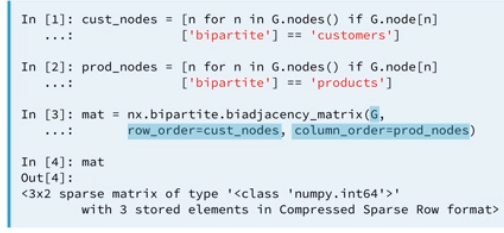 In [1]: cust_nodes = [n for n in G.nodes() if G.node[n]
   ...:               ['bipartite'] == 'customers']
In [2]: prod_nodes = [n for n in G.nodes() if G.node[n]
   ...:               ['bipartite'] == 'products']
In [3]: mat = nx.bipartite.biadjacency_matrix(G,
   ...:         row_order=cust_nodes, column_order=prod_nodes)
In [4]: mat
Out[4]:
<3x2 sparse matrix of type '<class 'numpy.int64'>'
        with 3 stored elements in Compressed Sparse Row format>